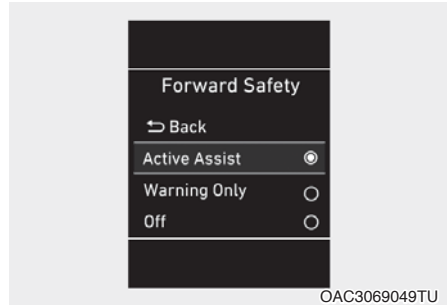 Forward Safety
Back
Active Assist
Warning Only
Off
OAC3069049TU